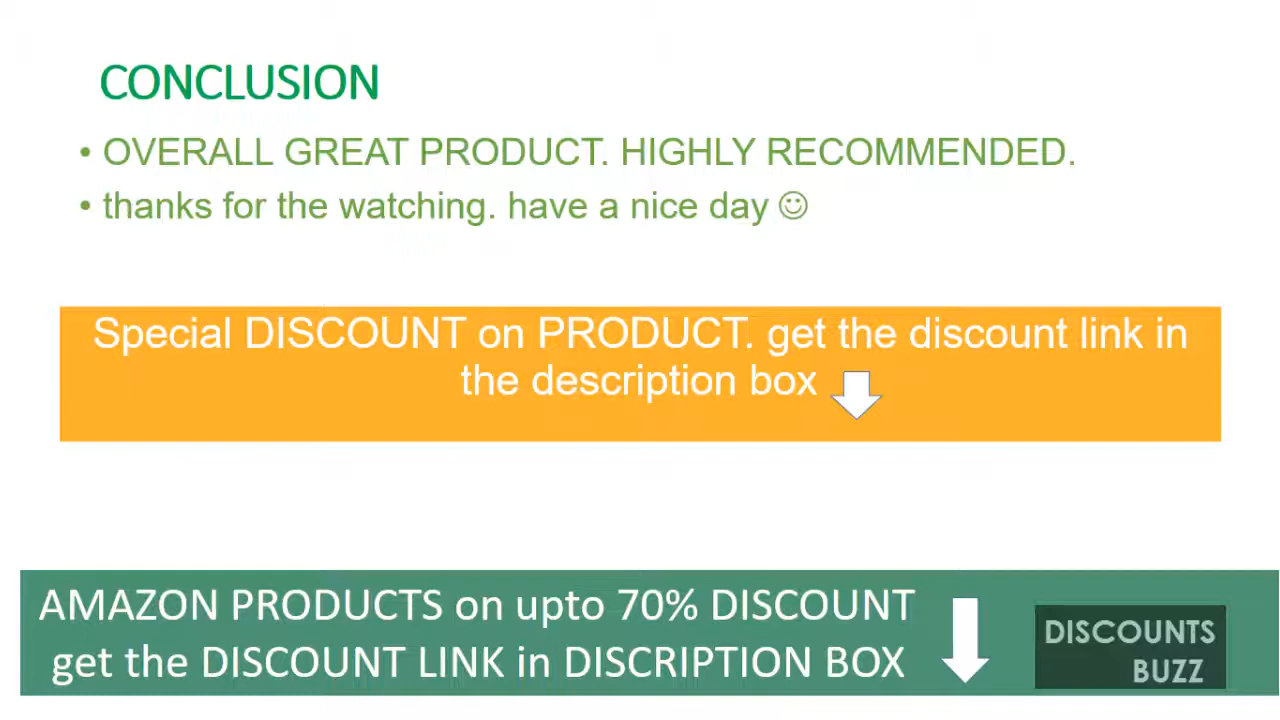 CONCLUSION
• OVERALL GREAT PRODUCT. HIGHLY RECOMMENDED.
• thanks for the watching. have a nice day ☺
Special DISCOUNT on PRODUCT. get the discount link in
the description box
AMAZON PRODUCTS on upto 70% DISCOUNT
get the DISCOUNT LINK in DISCRIPTION BOX
DISCOUNTS
BUZZ